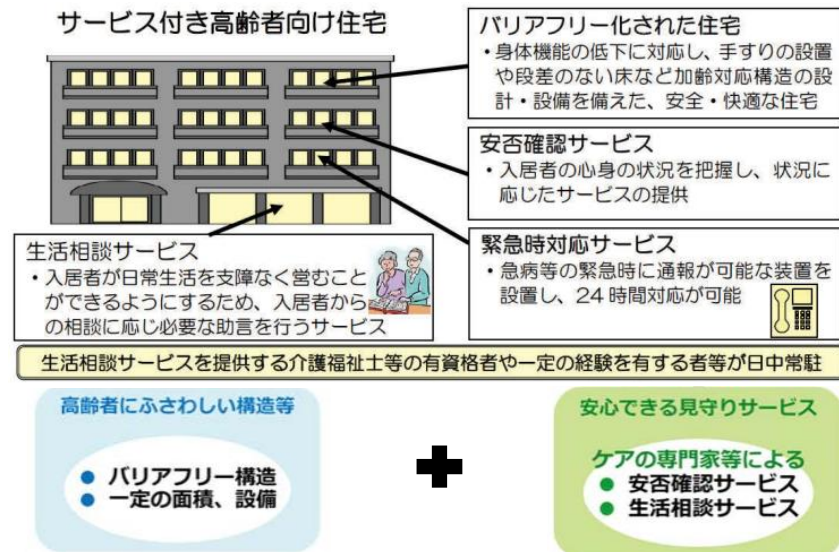 サービス付き高齢者向け住宅
バリアフリー化された住宅
・身体機能の低下に対応し、手すりの設置
や段差のない床など加齢対応構造の設
計・設備を備えた、安全・快適な住宅
安否確認サービス
・入居者の心身の状況を把握し、状況に
応じたサービスの提供
緊急時対応サービス
・急病等の緊急時に通報が可能な装置を
設置し、24時間対応が可能
生活相談サービス
・入居者が日常生活を支障なく営むこと
ができるようにするため、入居者から
の相談に応じ必要な助言を行うサービス
生活相談サービスを提供する介護福祉士等の有資格者や一定の経験を有する者等が日中常駐
高齢者にふさわしい構造等
● バリアフリー構造
● 一定の面積、設備
安心できる見守りサービス
ケアの専門家等による
● 安否確認サービス
● 生活相談サービス